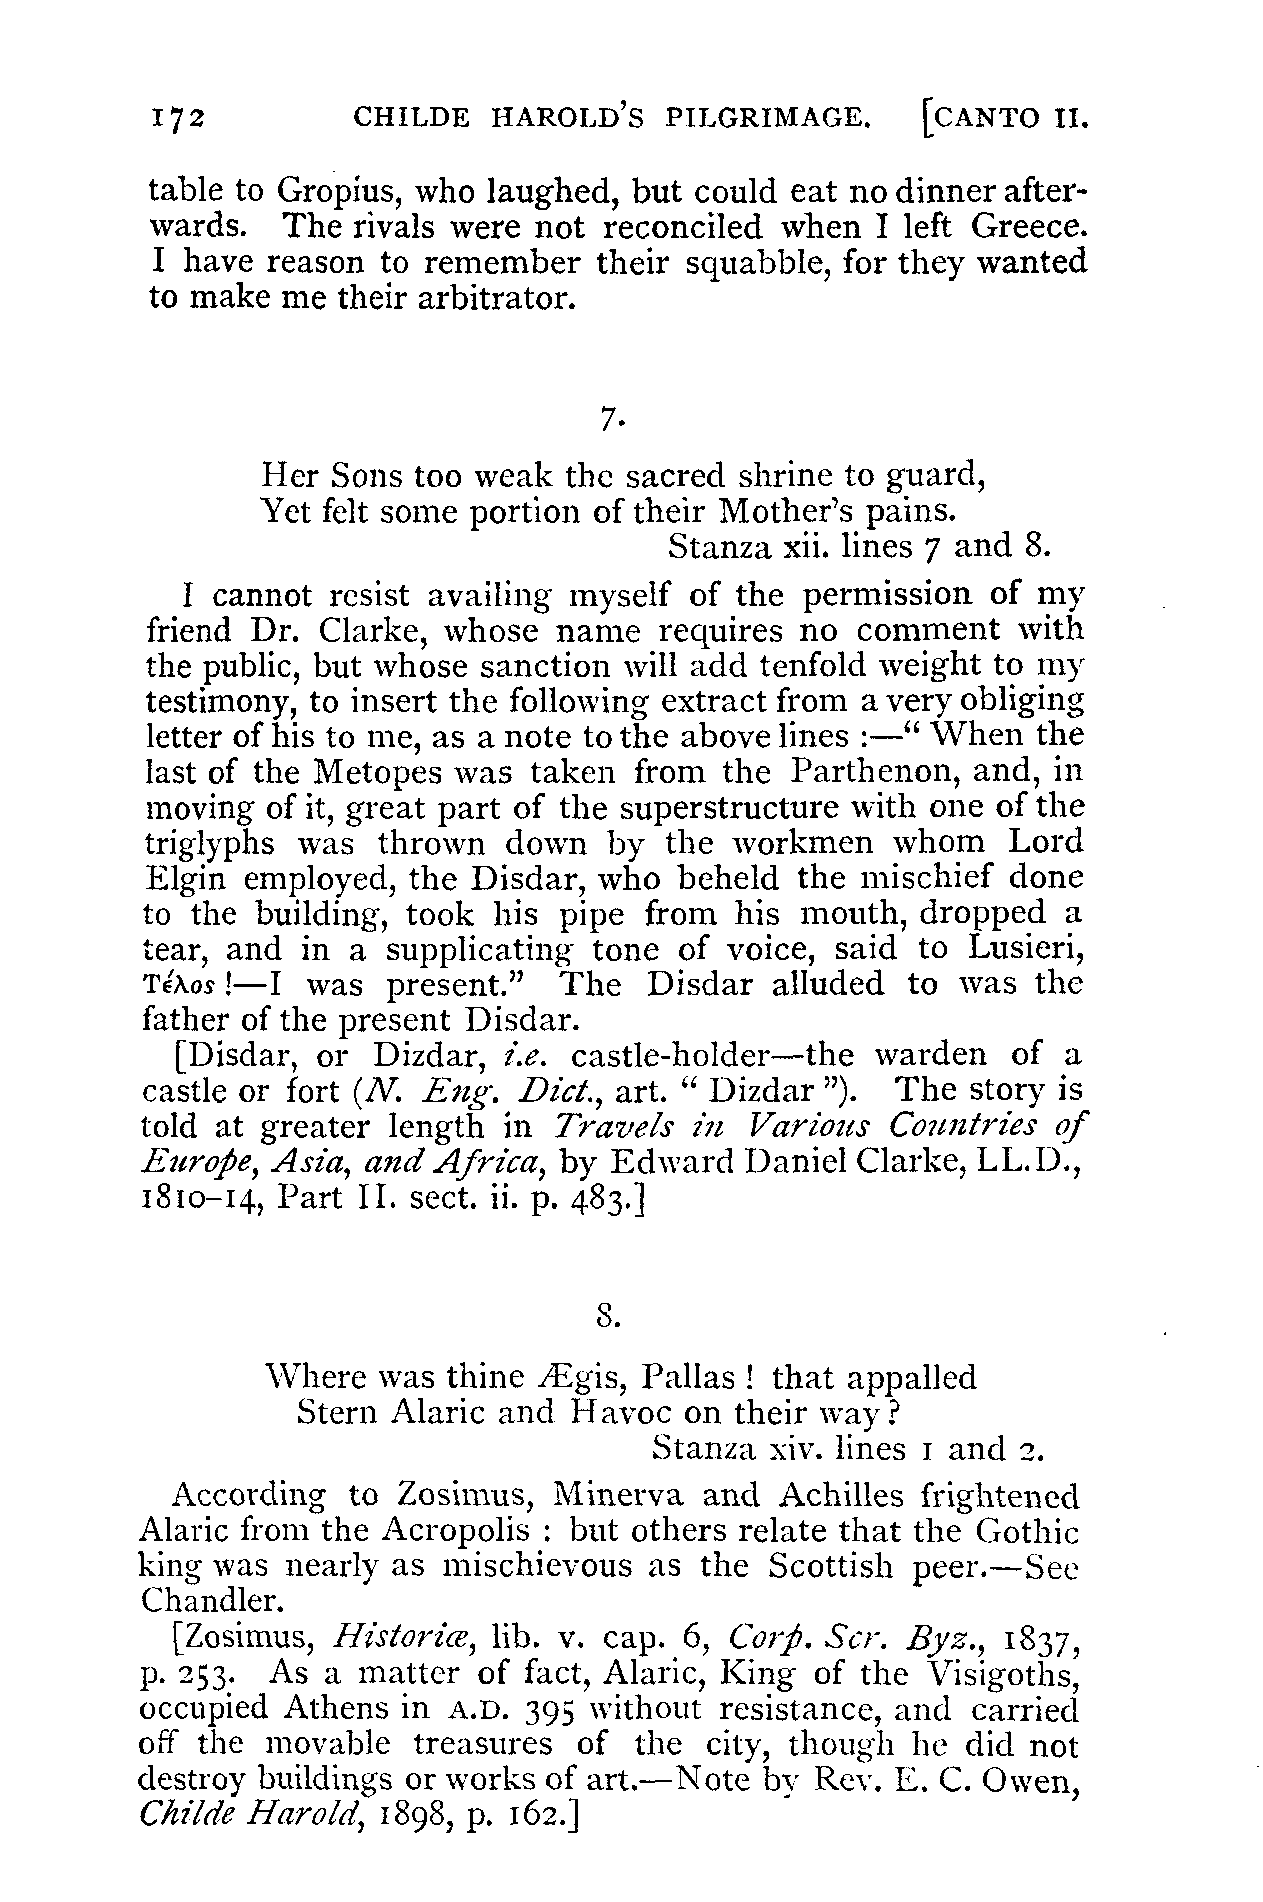 172 CHILDE HAROLD'S PILGRIMAGE. [CANTO II.
table to Gropius, who laughed, but could eat no dinner after-
wards. The rivals were not reconciled when I left Greece.
I have reason to remember their squabble, for they wanted
to make me their arbitrator.
7.
Her Sons too weak the sacred shrine to guard,
Yet felt some portion of their Mother's pains.
Stanza xii. lines 7 and 8.
I cannot resist availing myself of the permission of my
friend Dr. Clarke, whose name requires no comment with
the public, but whose sanction will add tenfold weight to my
testimony, to insert the following extract from a very obliging
letter of his to me, as a note to the above lines :—" When the
last of the Metopes was taken from the Parthenon, and, in
moving of it, great part of the superstructure with one of the
triglyphs was thrown down by the workmen whom Lord
Elgin employed, the Disdar, who beheld the mischief done
to the building, took his pipe from his mouth, dropped a
tear, and in a supplicating tone of voice, said to Lusieri,
Τέλος !—I was present." The Disdar alluded to was the
father of the present Disdar.
[Disdar, or Dizdar, i.e. castle-holder—the warden of a
castle or fort (N. Eng. Dict., art. " Dizdar "). The story is
told at greater length in Travels in Various Countries of
Europe, Asia, and Africa, by Edward Daniel Clarke, LL.D.,
1810–14, Part II. sect. ii. p. 483.]
8.
Where was thine Ægis, Pallas ! that appalled
Stern Alaric and Havoc on their way ?
Stanza xiv. lines 1 and 2.
According to Zosimus, Minerva and Achilles frightened
Alaric from the Acropolis : but others relate that the Gothic
king was nearly as mischievous as the Scottish peer.—See
Chandler.
[Zosimus, Historiæ, lib. v. cap. 6, Corp. Scr. Byz., 1837,
p. 253. As a matter of fact, Alaric, King of the Visigoths,
occupied Athens in A.D. 395 without resistance, and carried
off the movable treasures of the city, though he did not
destroy buildings or works of art.—Note by Rev. E. C. Owen,
Childe Harold, 1898, p. 162.]